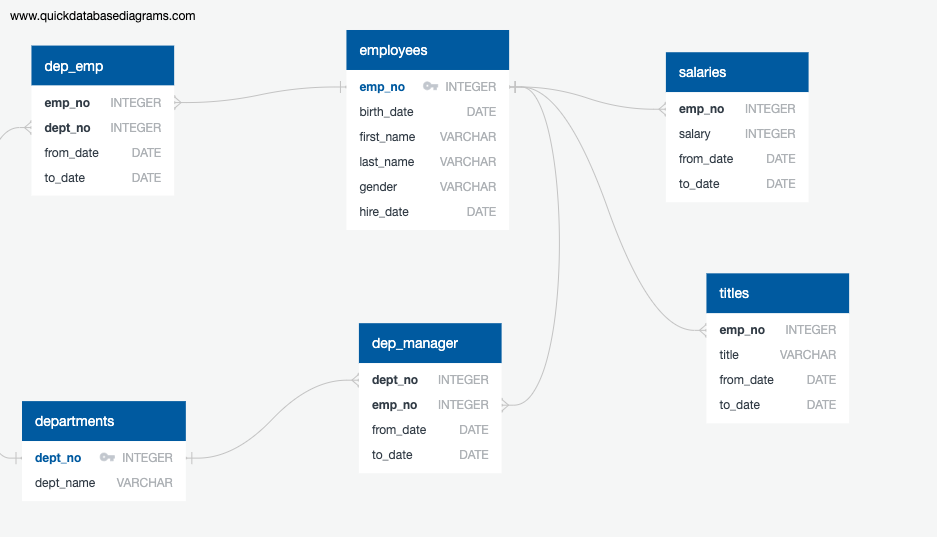 www.quickdatabasediagrams.com
dep_emp
emp_no INTEGER
dept_no INTEGER
from_date DATE
to_date DATE
employees
emp_no INTEGER
birth_date DATE
first_name VARCHAR
last_name VARCHAR
gender VARCHAR
hire_date DATE
salaries
emp_no INTEGER
salary INTEGER
from_date DATE
to_date DATE
titles
emp_no INTEGER
title VARCHAR
from_date DATE
to_date DATE
dep_manager
dept_no INTEGER
emp_no INTEGER
from_date DATE
to_date DATE
departments
dept_no INTEGER
dept_name VARCHAR